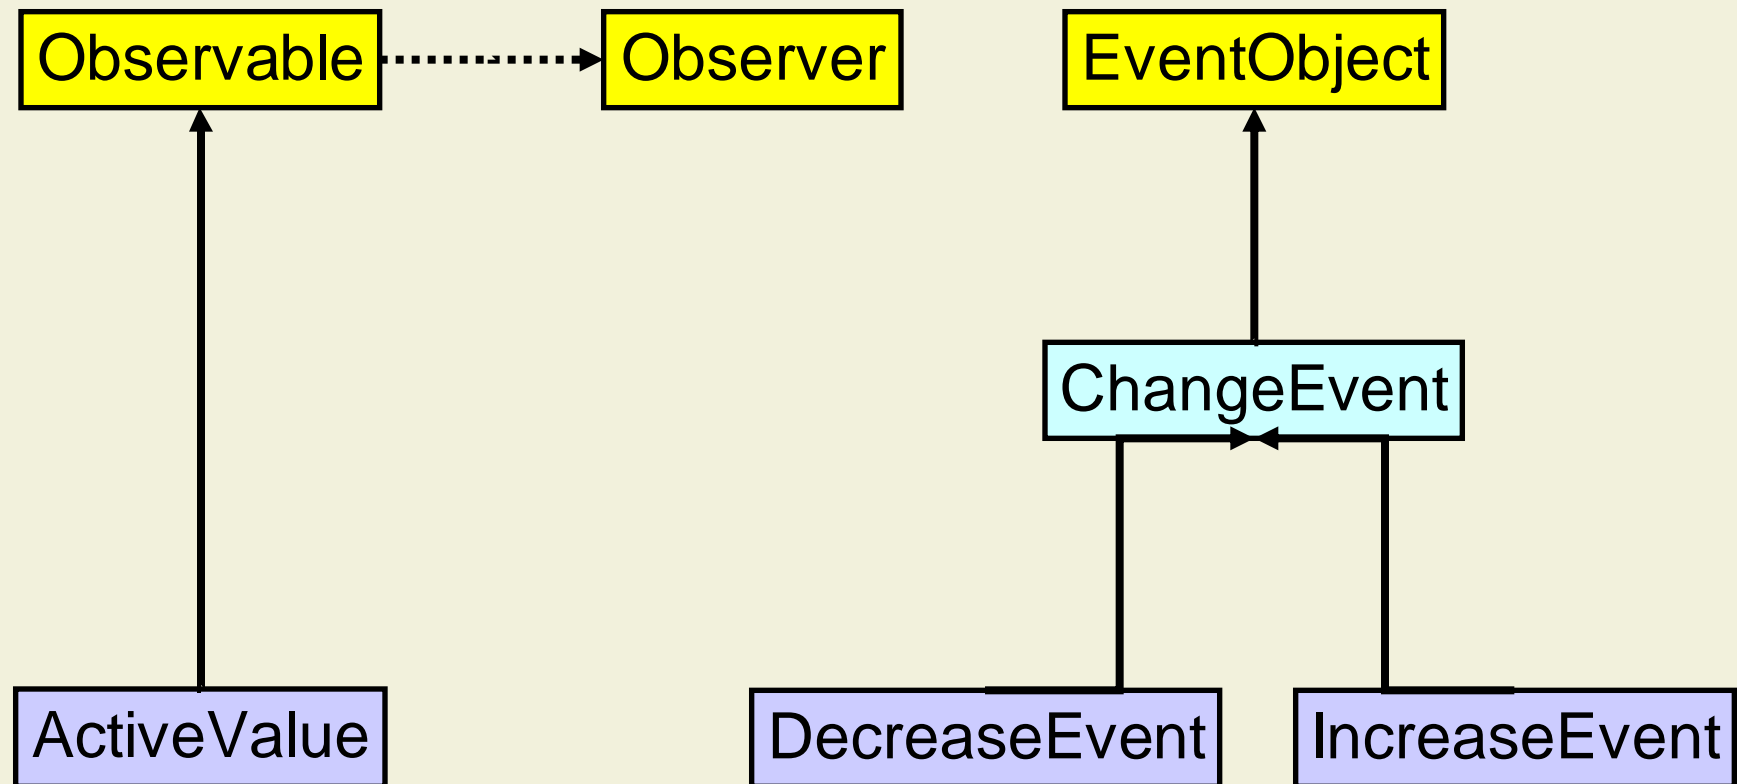 Observable
Observer
EventObject
ChangeEvent
ActiveValue
DecreaseEvent
IncreaseEvent